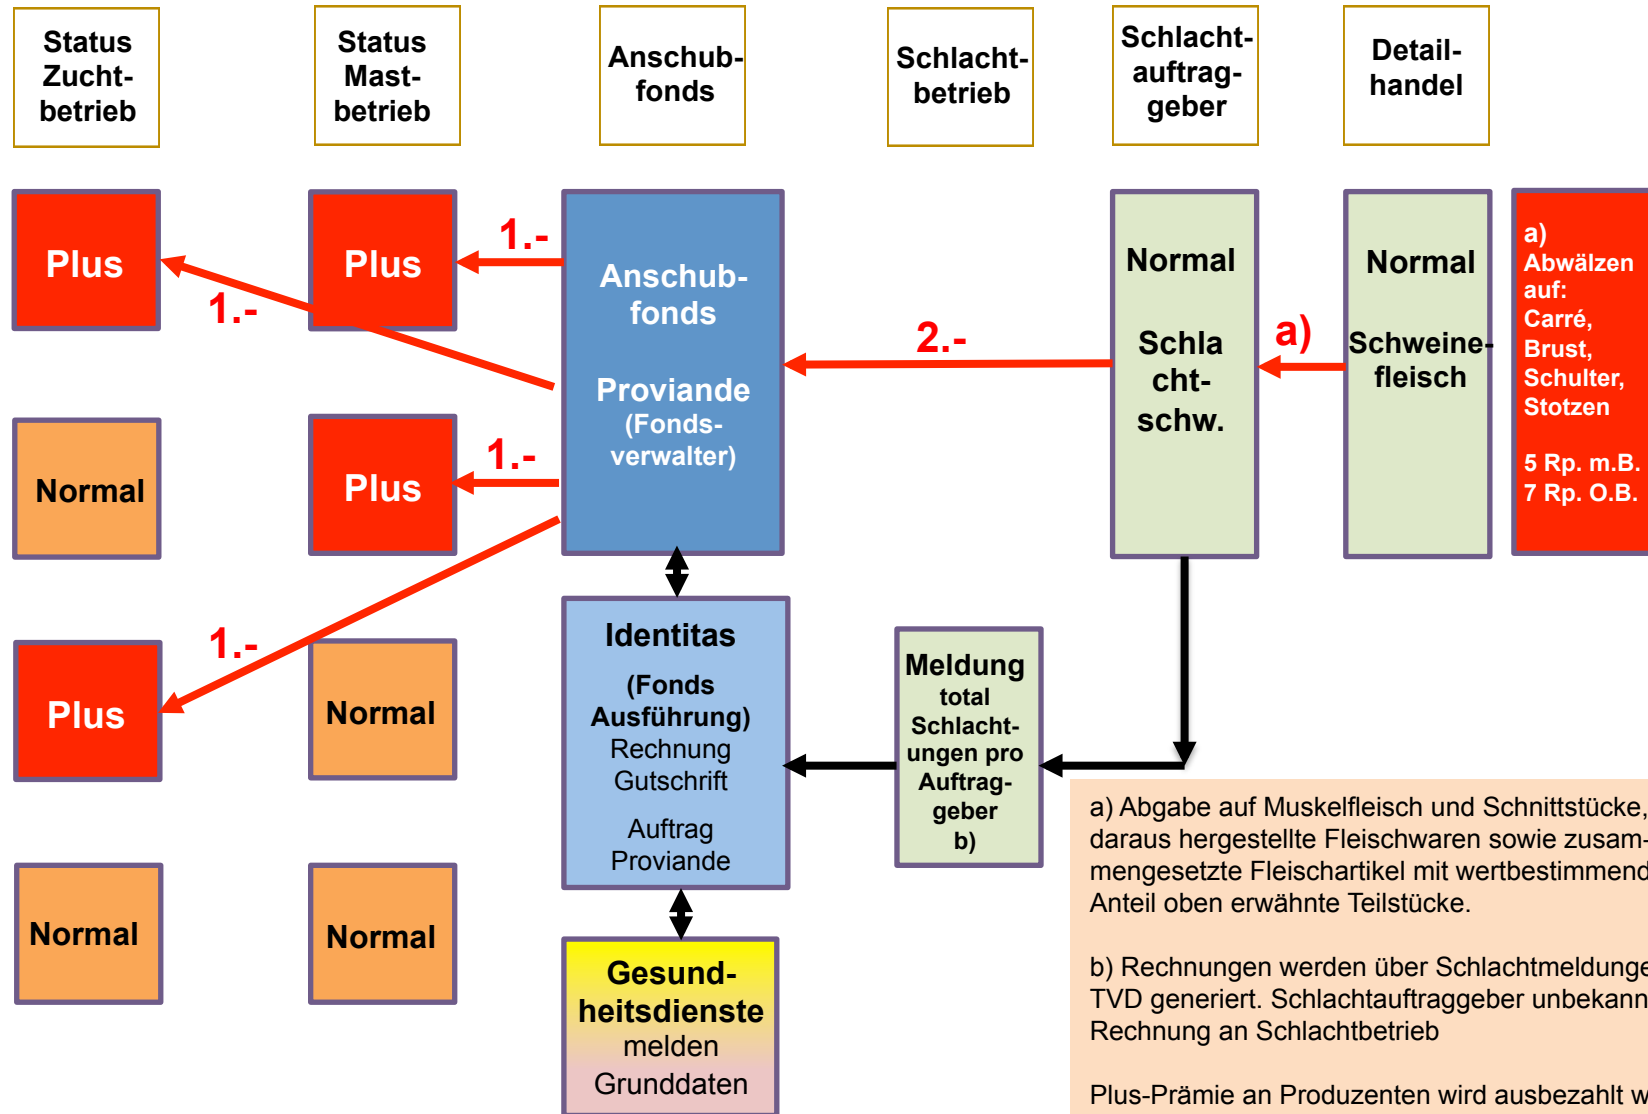 Status
Zucht-
betrieb
Status
Mast-
betrieb
Anschub-
fonds
Schlacht-
betrieb
Schlacht-
auftrag-
geber
Detail-
handel
Plus
1.-
Plus
1.-
Anschub-
fonds
Proviande
(Fonds-
verwalter)
2.-
Normal
Schla
cht-
schw.
a)
Normal
Schweine-
fleisch
a)
Abwälzen
auf:
Carré,
Brust,
Schulter,
Stotzen
5 Rp. m.B.
7 Rp. O.B.
Normal
Plus
1.-
Plus
1.-
Normal
Identitas
(Fonds
Ausführung)
Rechnung
Gutschrift
Auftrag
Proviande
Meldung
total
Schlacht-
ungen pro
Auftrag-
geber
b)
Normal
Normal
Gesund-
heitsdienste
melden
Grunddaten
a) Abgabe auf Muskelfleisch und Schnittstücke,
daraus hergestellte Fleischwaren sowie zusam-
mengesetzte Fleischartikel mit wertbestimmend
Anteil oben erwähnte Teilstücke.
b) Rechnungen werden über Schlachtmeldunge
TVD generiert. Schlachtauftraggeber unbekann
Rechnung an Schlachtbetrieb
Plus-Prämie an Produzenten wird ausbezahlt w